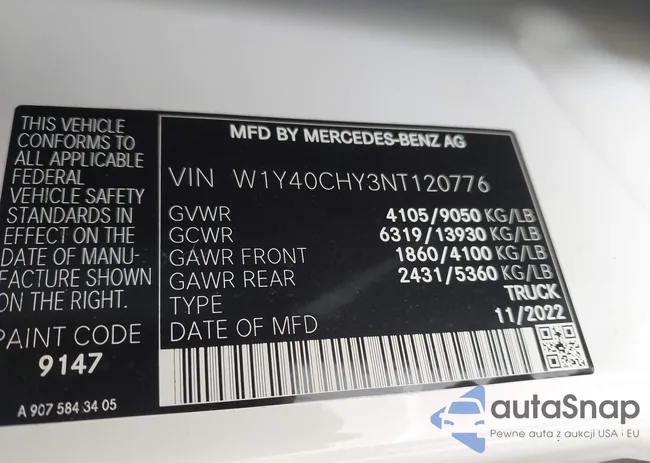 THIS VEHICLE
CONFORMS TO
ALL APPLICABLE
FEDERAL
VEHICLE SAFETY
STANDARDS IN
EFFECT ON THE
DATE OF MANU-
FACTURE SHOWN
ON THE RIGHT.
PAINT CODE
9147
A 907 584 34 05
MFD BY MERCEDES-BENZ AG
VIN W1Y40CHY3NT120776
GVWR 4105/9050 KG/LB
GCWR 6319/13930 KG/LB
GAWR FRONT 1860/4100 KG/LB
GAWR REAR 2431/5360 KG/LB
TYPE TRUCK
DATE OF MFD 11/2022
autaSnap
Pewne auta z aukcji USA i EU